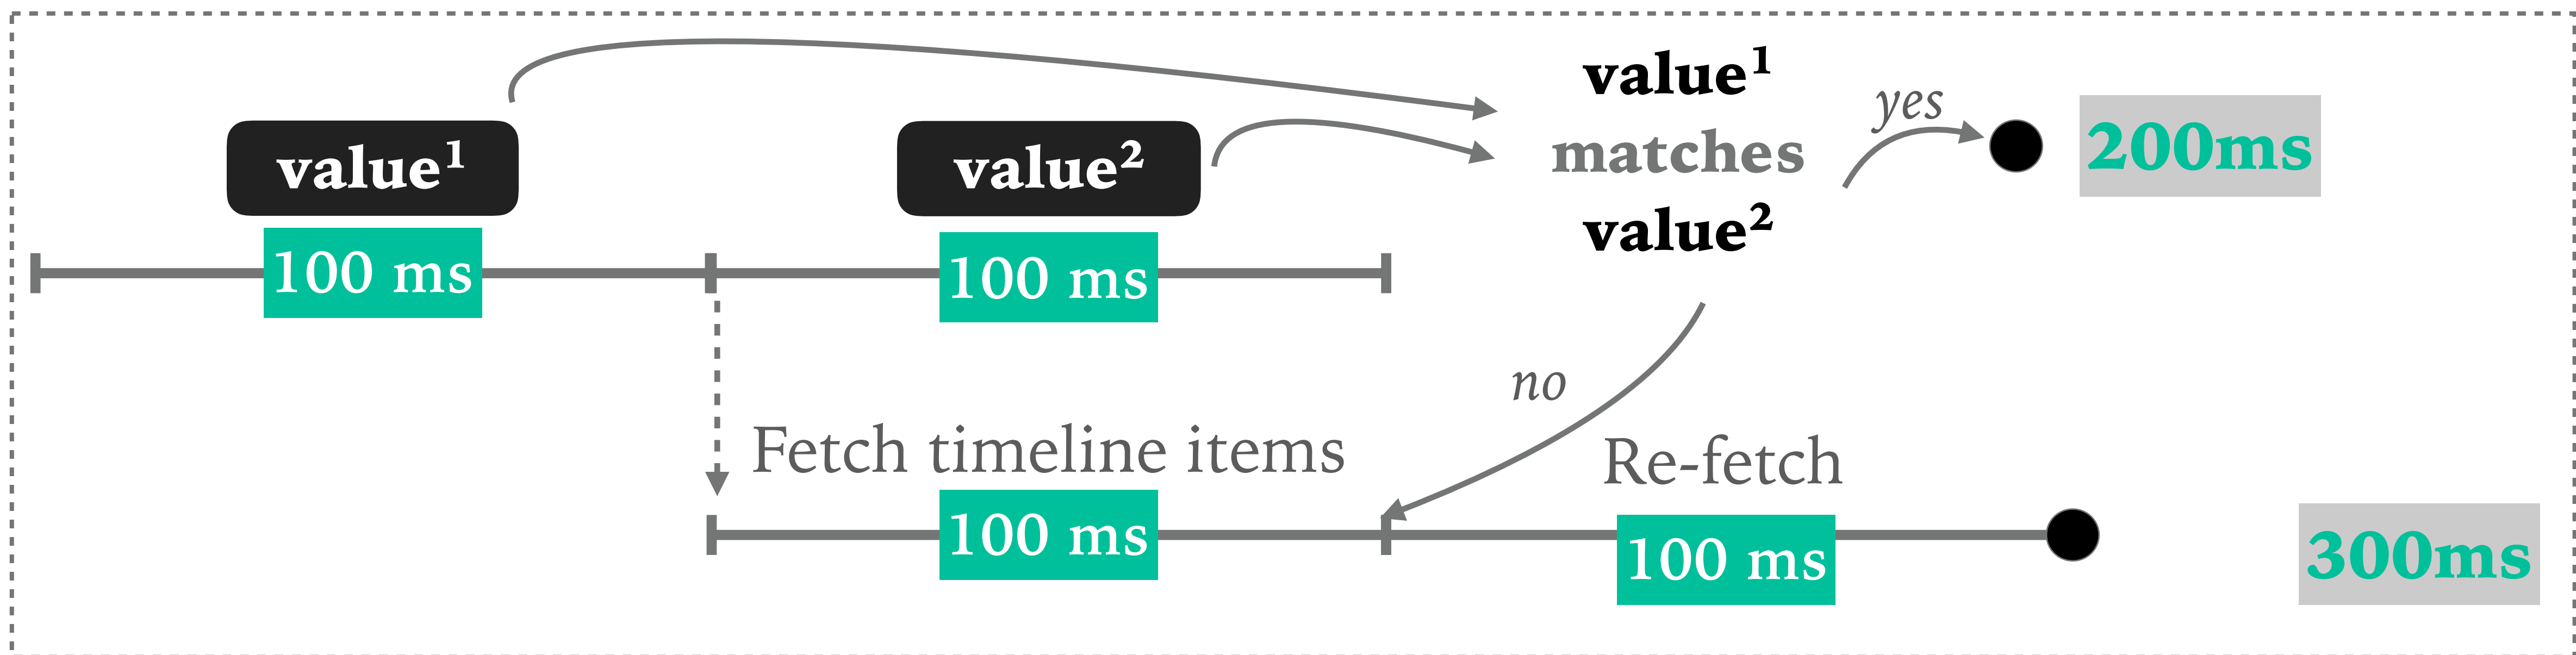 value¹
matches
value²
yes
200ms
value¹
value²
100 ms
100 ms
no
Fetch timeline items
Re-fetch
100 ms
100 ms
300ms